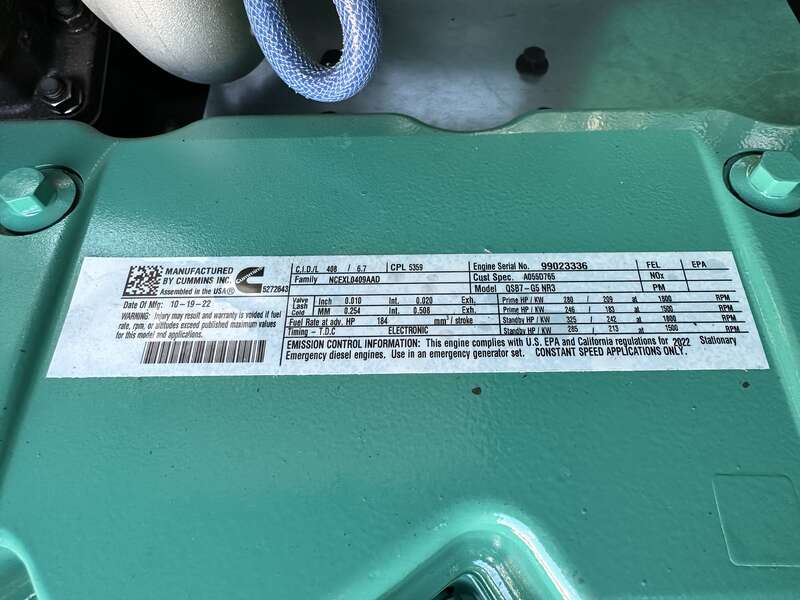 MANUFACTURED
BY CUMMINS INC.
Assembled in the USA®
5272643
Date Of Mfg: 10-19-22
Injury may result and warranty is voided if fuel
rate, rpm, or altitudes exceed published maximum values
for this model and applications.
C.I.D./L 408 / 6.7 CPL 5359
Family NCEXL0409AAD
Engine Serial No. 99023336
Cust Spec. A055D765
Model QSB7-G5 NR3
FEL EPA
NOx
PM
Valve Lash Cold Inch 0.010 Int. 0.020 Exh.
MM 0.254 Int. 0.508 Exh.
Fuel Rate at adv. HP 184 mm³/stroke
Timing - T.D.C ELECTRONIC
Prime HP / KW 280 / 209 at 1800 RPM
Prime HP / KW 246 / 183 at 1500 RPM
Standby HP / KW 325 / 242 at 1800 RPM
Standby HP / KW 285 / 213 at 1500 RPM
EMISSION CONTROL INFORMATION: This engine complies with U.S. EPA and California regulations for 2022 Stationary
Emergency diesel engines. Use in an emergency generator set. CONSTANT SPEED APPLICATIONS ONLY.